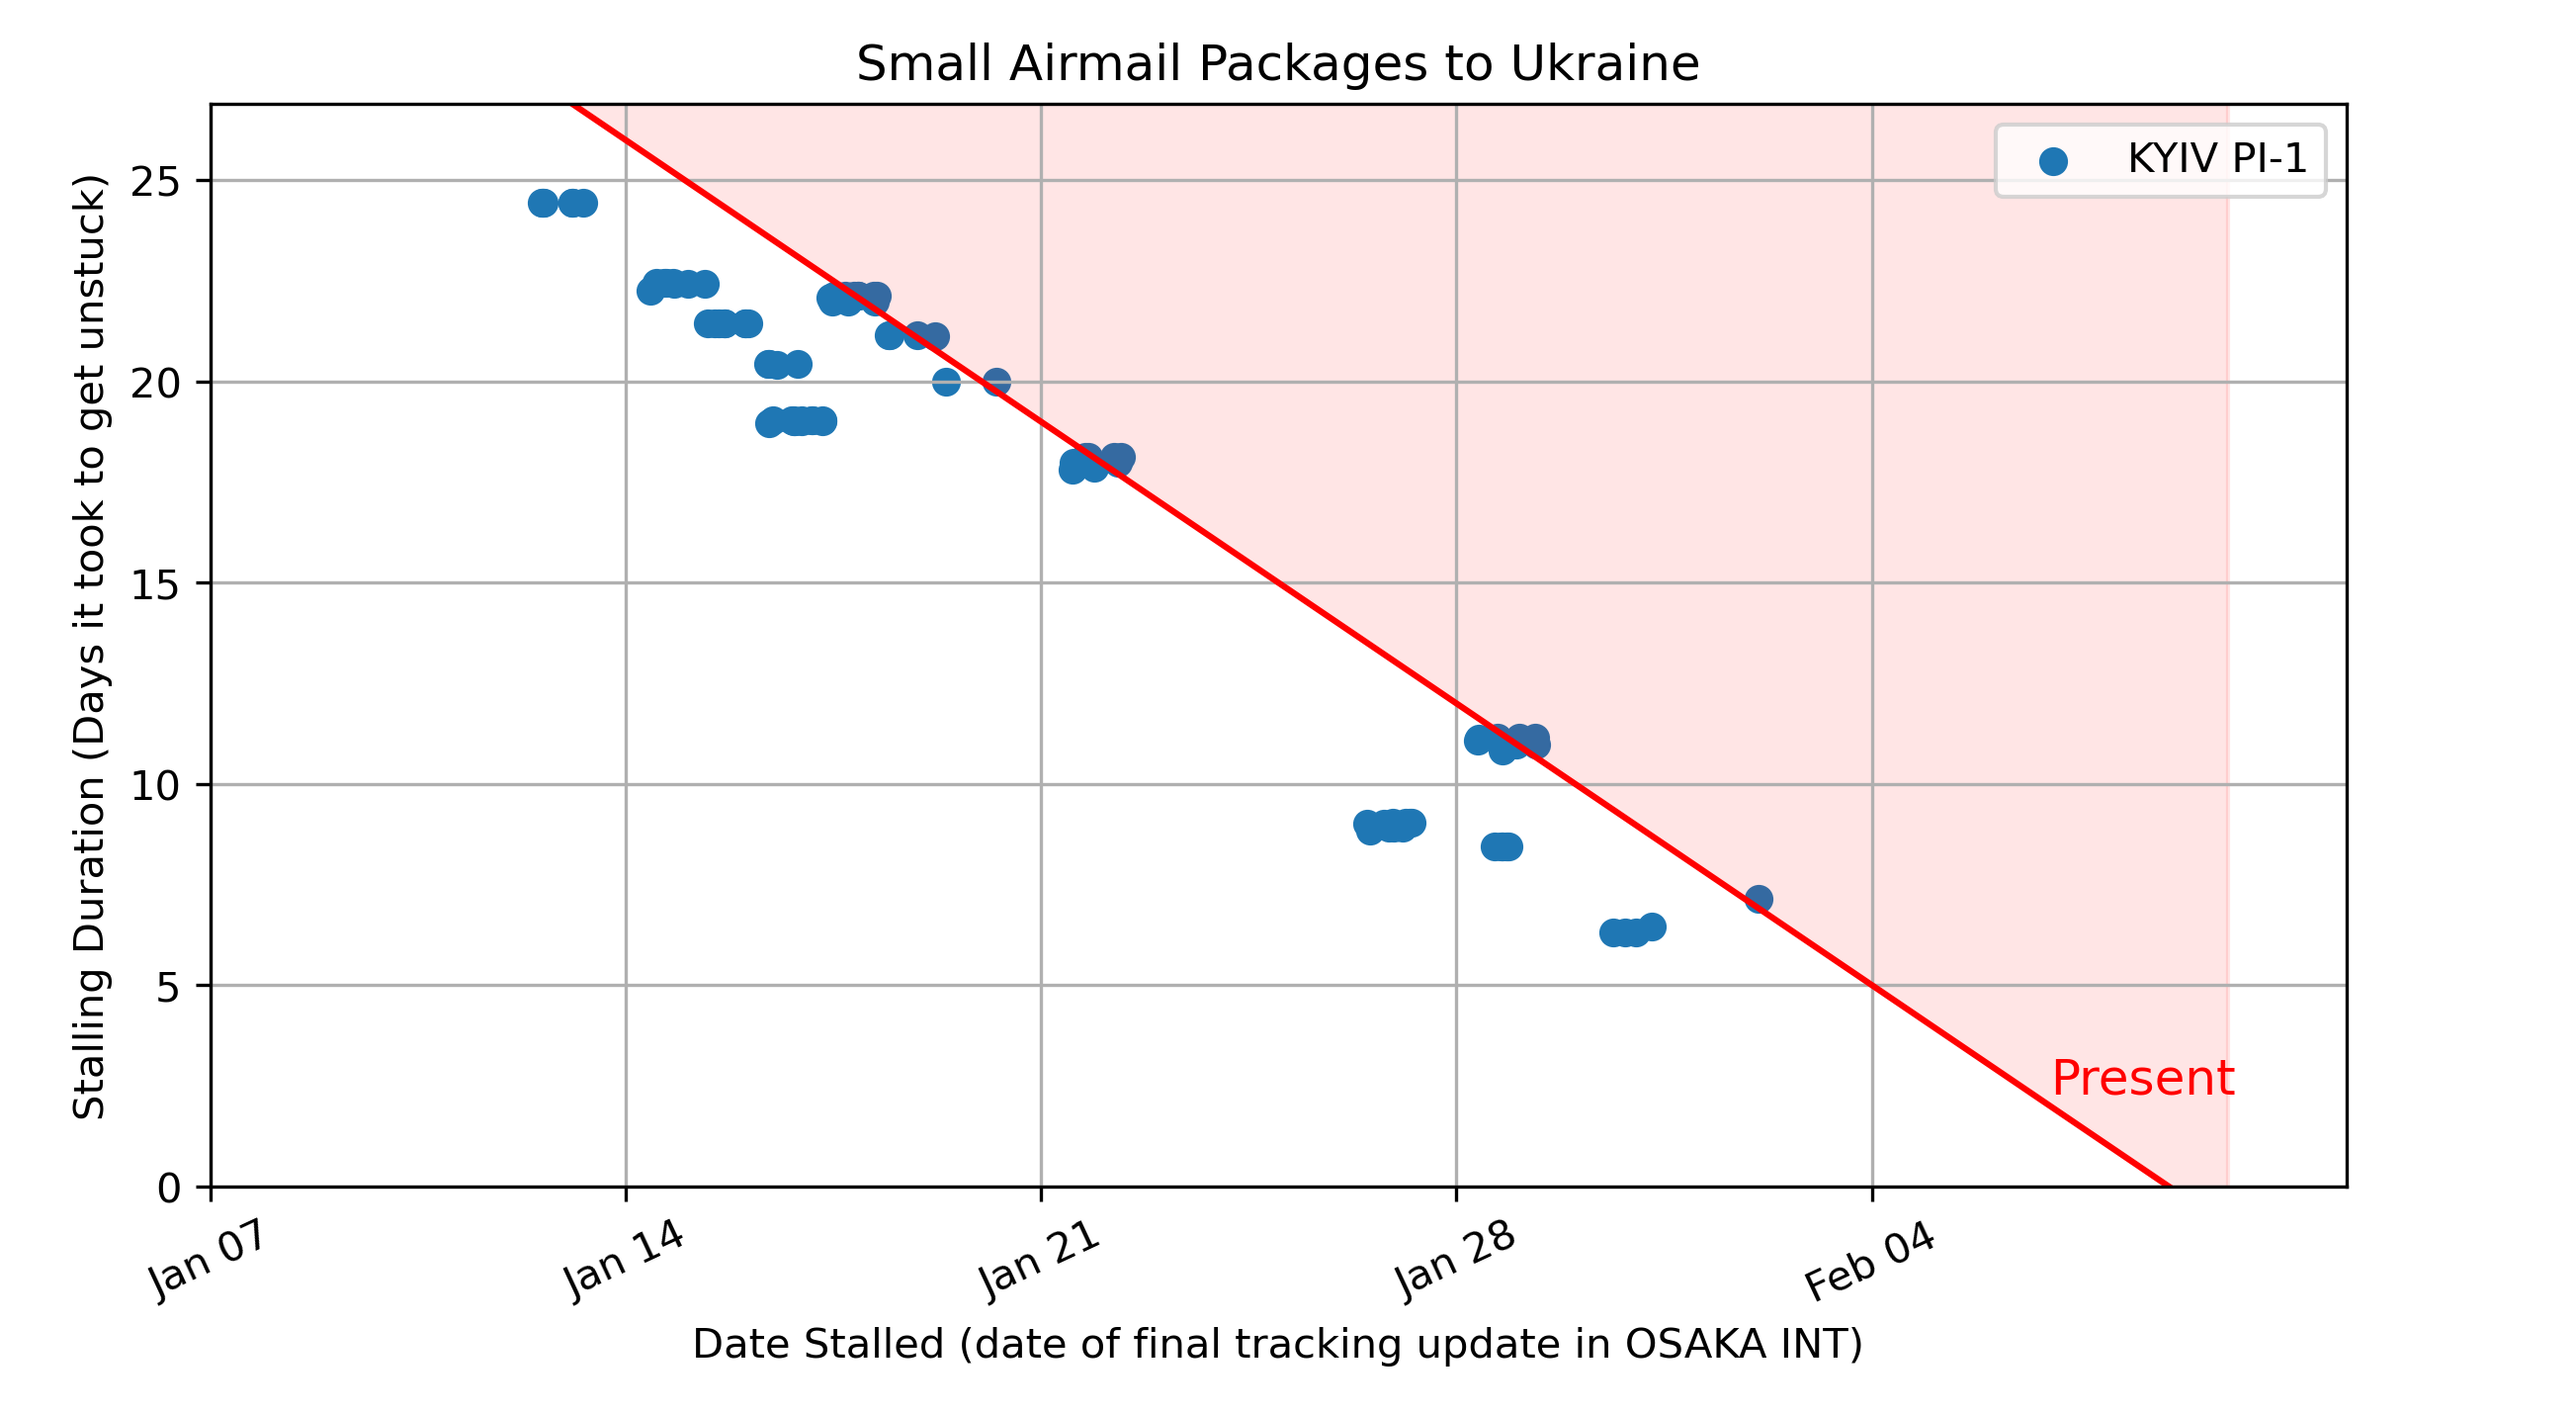 Small Airmail Packages to Ukraine
KYIV PI-1
Stalling Duration (Days it took to get unstuck)
25
20
15
10
5
0
Present
Jan 07
Jan 14
Jan 21
Jan 28
Feb 04
Date Stalled (date of final tracking update in OSAKA INT)